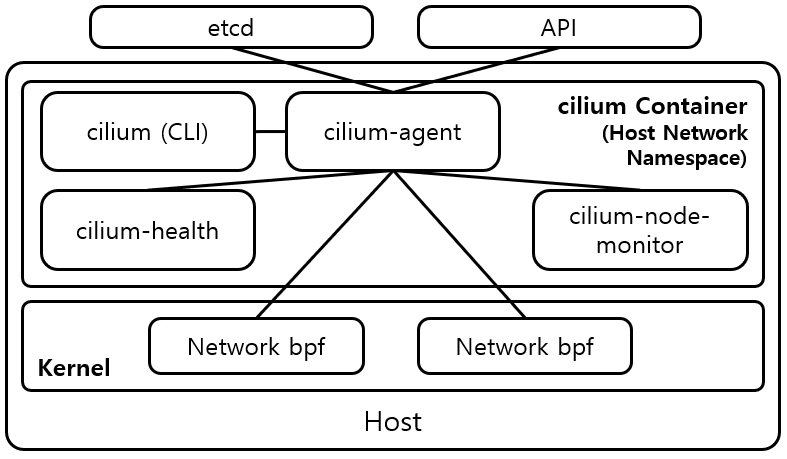 etcd
API
cilium (CLI)
cilium-agent
cilium Container
(Host Network
Namespace)
cilium-health
cilium-node-
monitor
Network bpf
Network bpf
Kernel
Host